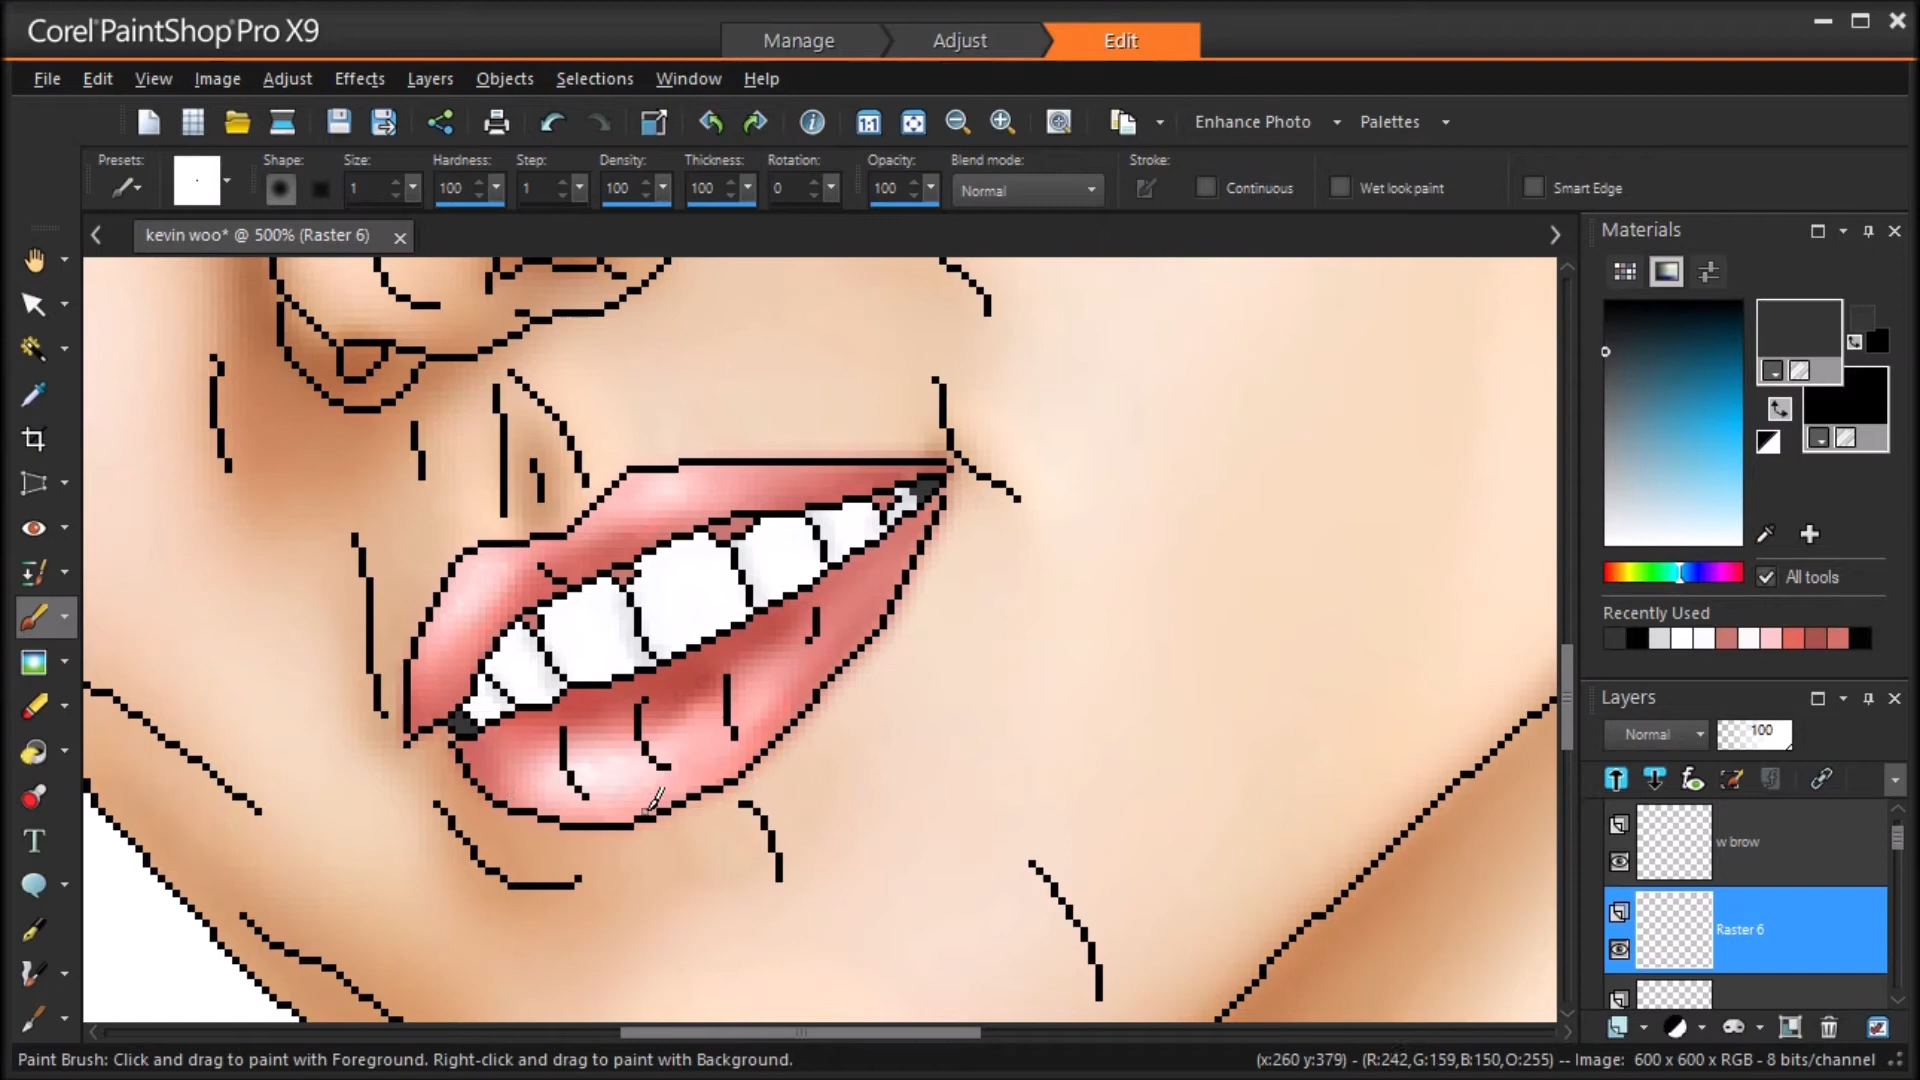 Corel PaintShop Pro X9
Manage Adjust Edit
File Edit View Image Adjust Effects Layers Objects Selections Window Help
1:1 Enhance Photo Palettes
Presets: Shape: Size: Hardness: Step: Density: Thickness: Rotation: Opacity: Blend mode: Stroke:
1 100 1 100 100 0 100 Normal Continuous Wet look paint Smart Edge
kevin woo* @ 500% (Raster 6)
Materials
All tools
Recently Used
Layers
Normal 100
w brow
Raster 6
T
Paint Brush: Click and drag to paint with Foreground. Right-click and drag to paint with Background.
(x:260 y:379) - (R:242,G:159,B:150,O:255) -- Image: 600 x 600 x RGB - 8 bits/channel